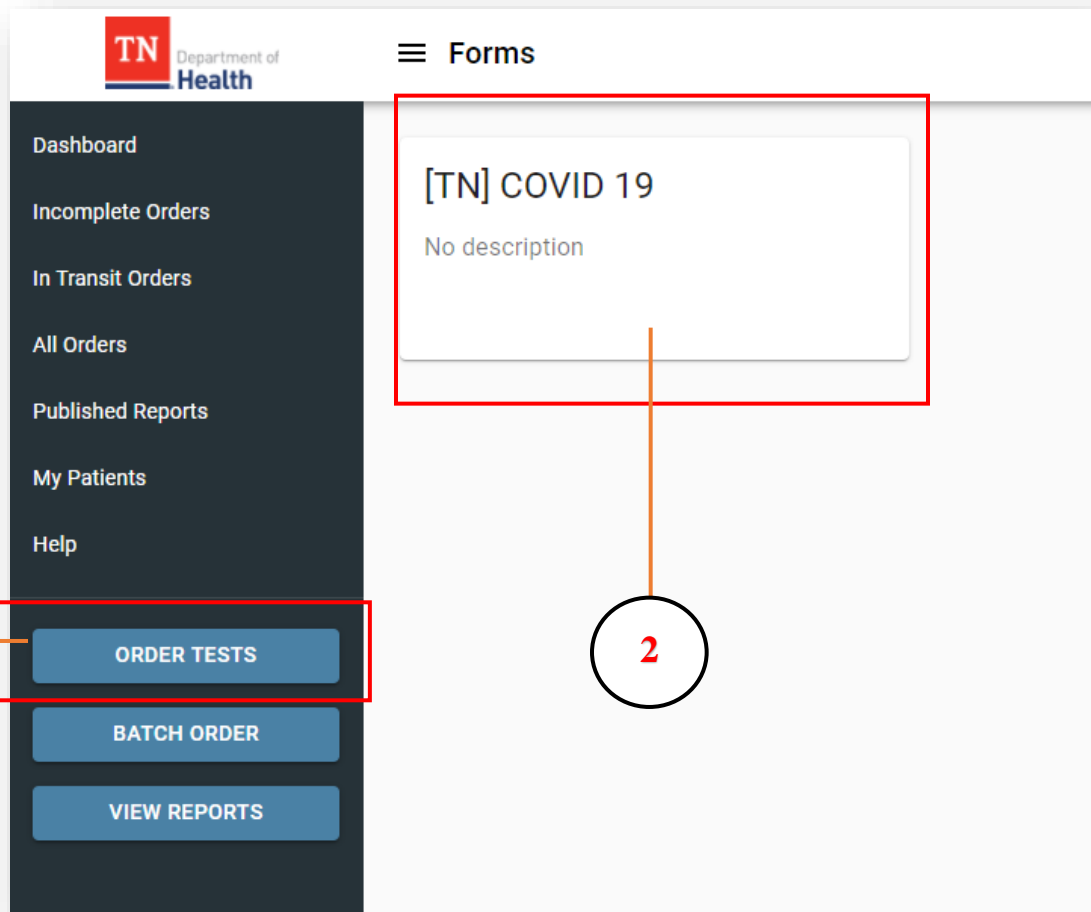 TN Department of
Health
Forms
Dashboard
Incomplete Orders
In Transit Orders
All Orders
Published Reports
My Patients
Help
ORDER TESTS
BATCH ORDER
VIEW REPORTS
[TN] COVID 19
No description
2